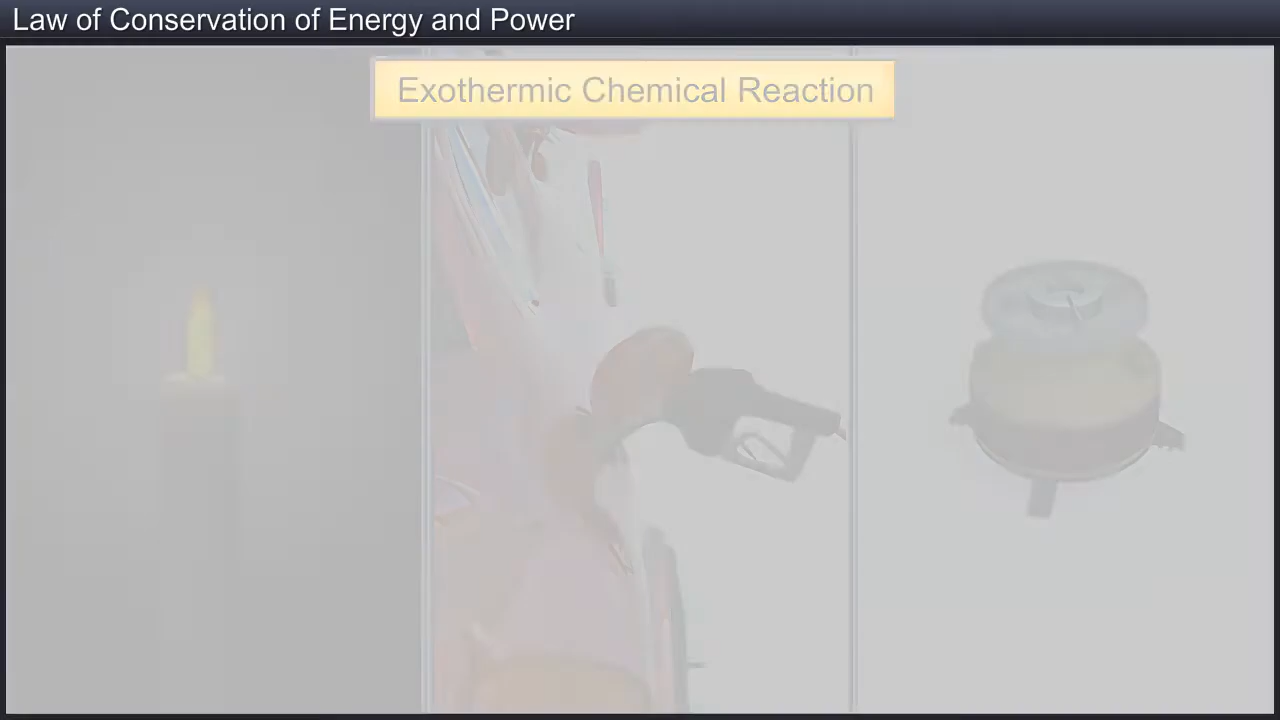 Law of Conservation of Energy and Power
Exothermic Chemical Reaction